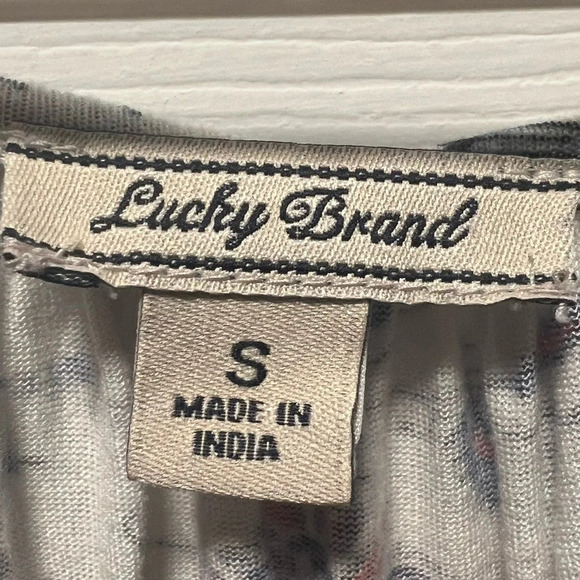 Lucky Brand
S
MADE IN
INDIA